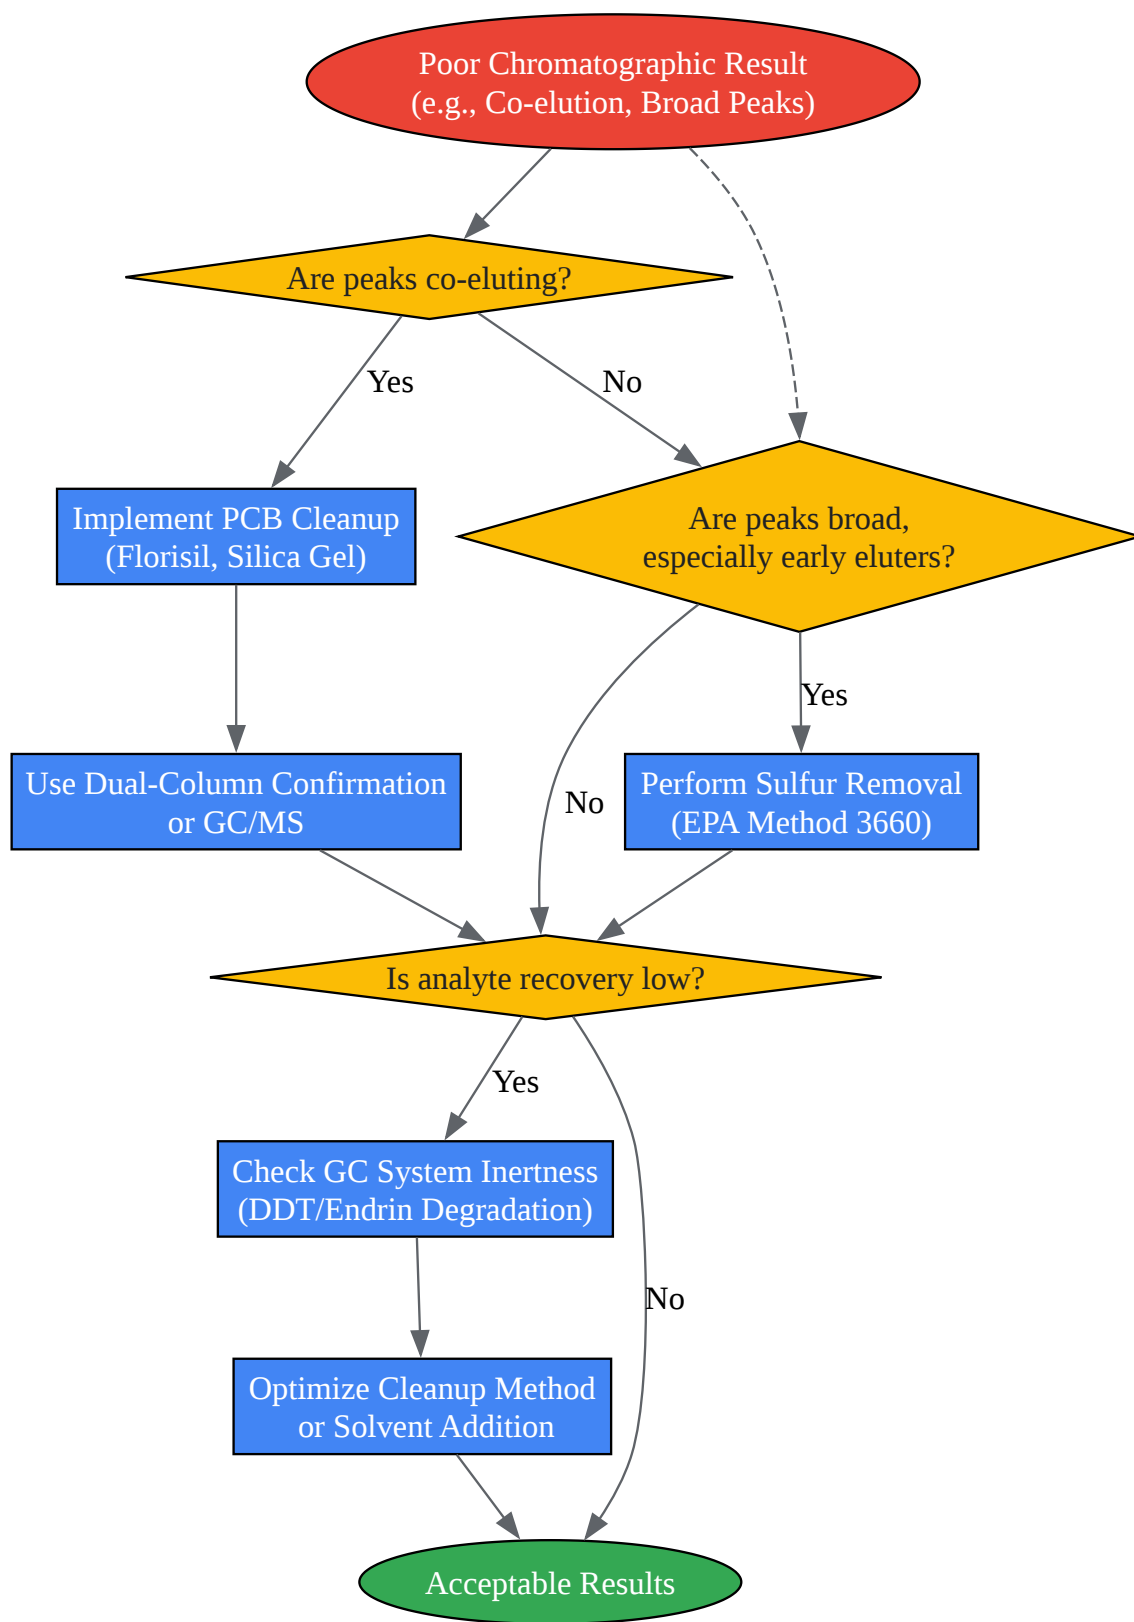 Poor Chromatographic Result
(e.g., Co-elution, Broad Peaks)
Are peaks co-eluting?
Yes
No
Implement PCB Cleanup
(Florisil, Silica Gel)
Are peaks broad,
especially early eluters?
Yes
Use Dual-Column Confirmation
or GC/MS
No
Perform Sulfur Removal
(EPA Method 3660)
Is analyte recovery low?
Yes
Check GC System Inertness
(DDT/Endrin Degradation)
No
Optimize Cleanup Method
or Solvent Addition
Acceptable Results